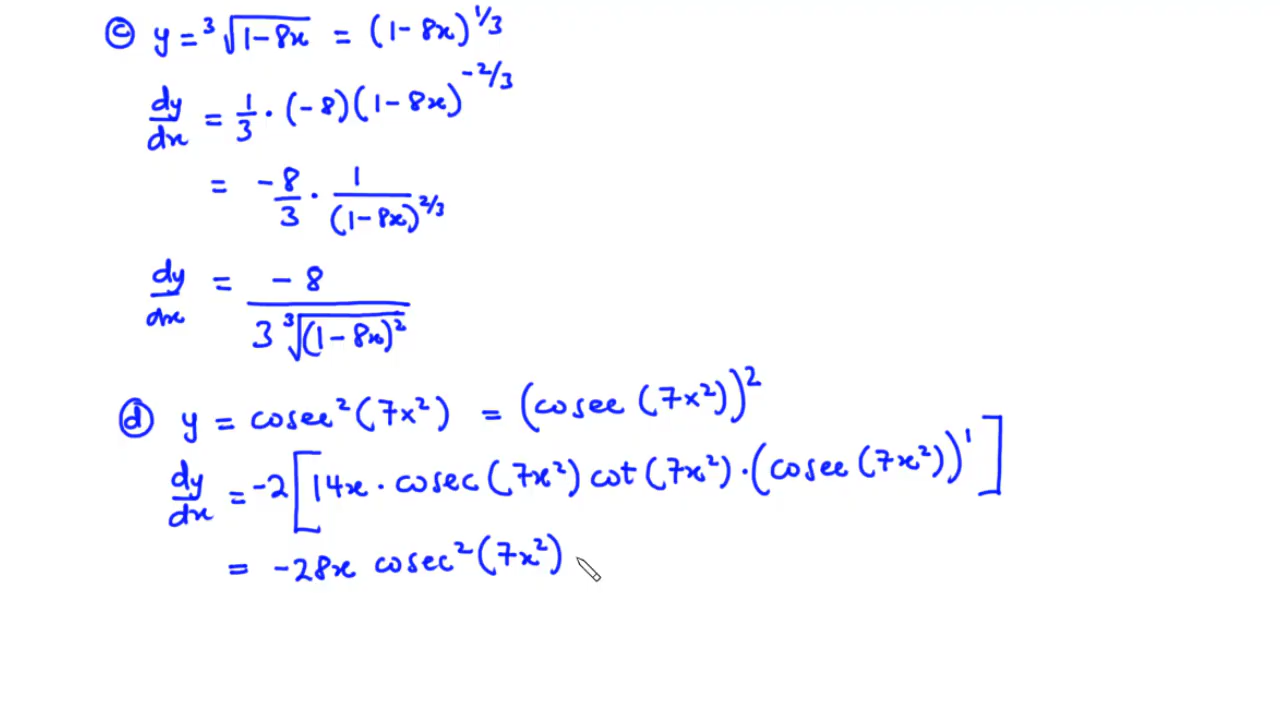 ⓒ y = ³√(1-8x) = (1-8x)^1/3
dy/dx = 1/3 · (-8)(1-8x)^-2/3
= -8/3 · 1/(1-8x)^2/3
dy/dx = -8/(3 ³√(1-8x)²)
ⓓ y = cosec²(7x²) = (cosec(7x²))²
dy/dx = -2[14x · cosec(7x²) cot(7x²) · (cosec(7x²))¹]
= -28x cosec²(7x²)